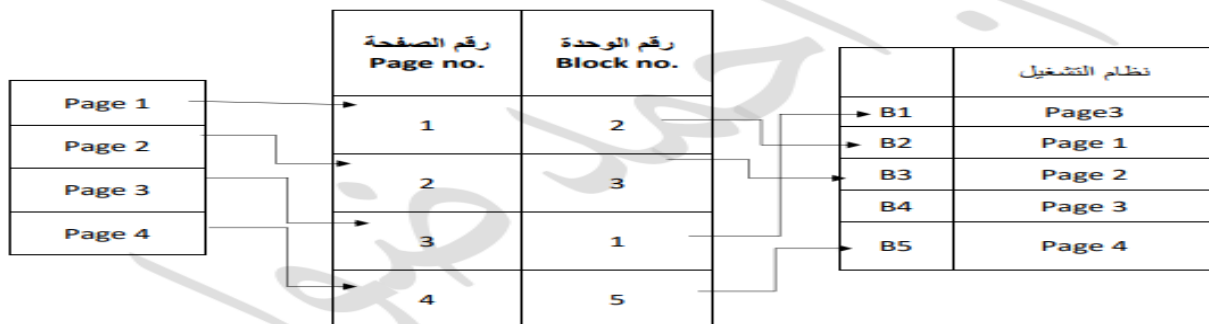 Page 1
Page 2
Page 3
Page 4
رقم الصفحة رقم الوحدة
Page no. Block no.
1 2
2 3
3 1
4 5
نظام التشغيل
B1 Page3
B2 Page 1
B3 Page 2
B4 Page 3
B5 Page 4